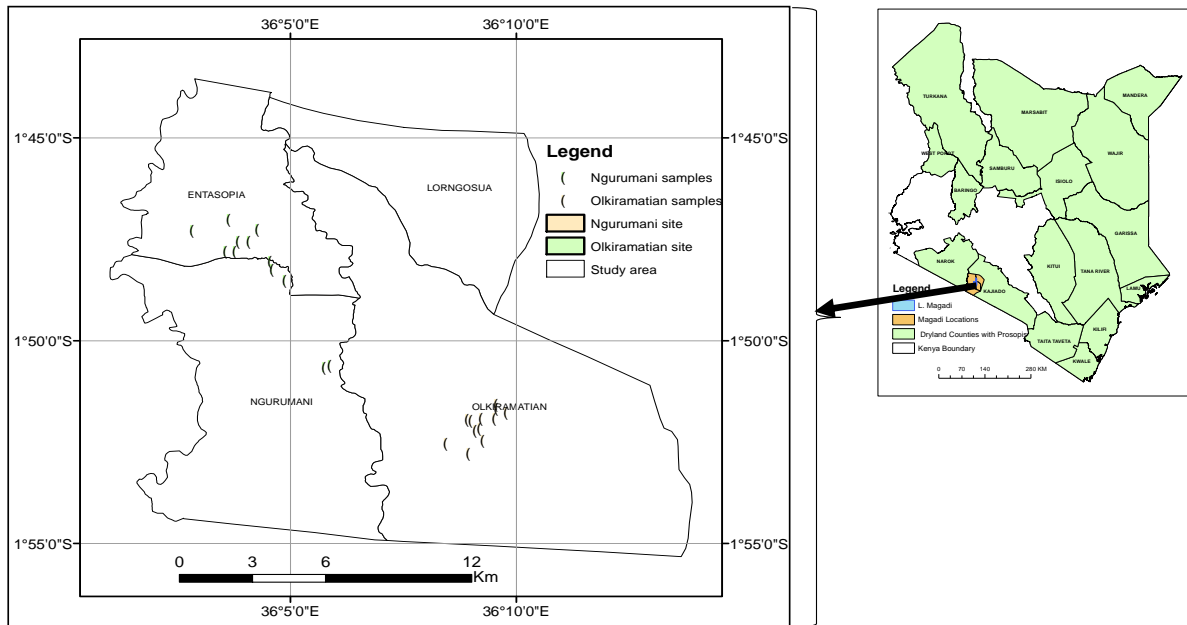 36°5'0"E
36°10'0"E
1°45'0"S
1°45'0"S
ENTASOPIA
LORNGOSUA
Legend
Ngurumani samples
Olkiramatian samples
Ngurumani site
Olkiramatian site
Study area
1°50'0"S
1°50'0"S
NGURUMANI
OLKIRAMATIAN
1°55'0"S
1°55'0"S
0 3 6 12
Km
36°5'0"E
36°10'0"E
TURKANA
MARSABIT
MANDERA
WEST POKOT
SAMBURU
WAJIR
ISIOLO
BARINGO
GARISSA
NAROK
KITUI
TANA RIVER
LAMU
KAJIADO
Legend
L. Magadi
Magadi Locations
Dryland Counties with Prosopis
Kenya Boundary
KILIFI
TAITA TAVETA
KWALE
0 70 140 280 KM